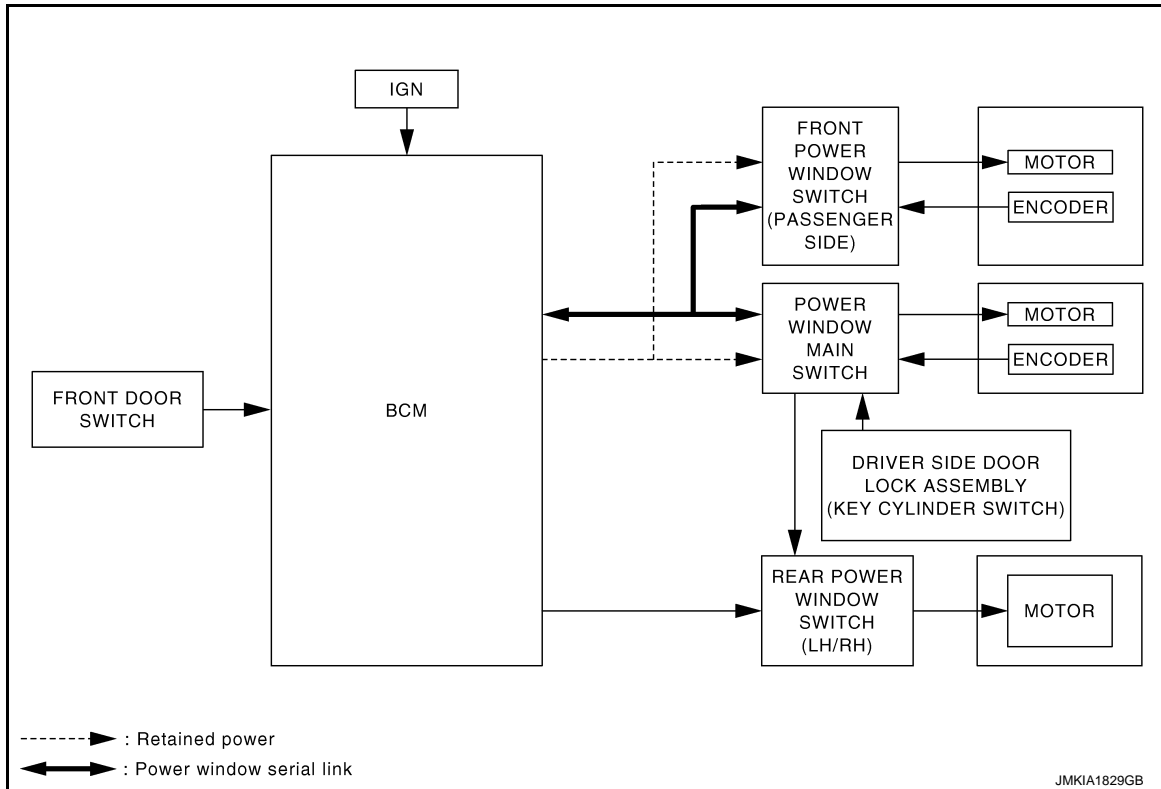 IGN
FRONT
POWER
WINDOW
SWITCH
(PASSENGER
SIDE)
MOTOR
ENCODER
POWER
WINDOW
MAIN
SWITCH
MOTOR
ENCODER
FRONT DOOR
SWITCH
BCM
DRIVER SIDE DOOR
LOCK ASSEMBLY
(KEY CYLINDER SWITCH)
REAR POWER
WINDOW
SWITCH
(LH/RH)
MOTOR
: Retained power
: Power window serial link
JMKIA1829GB